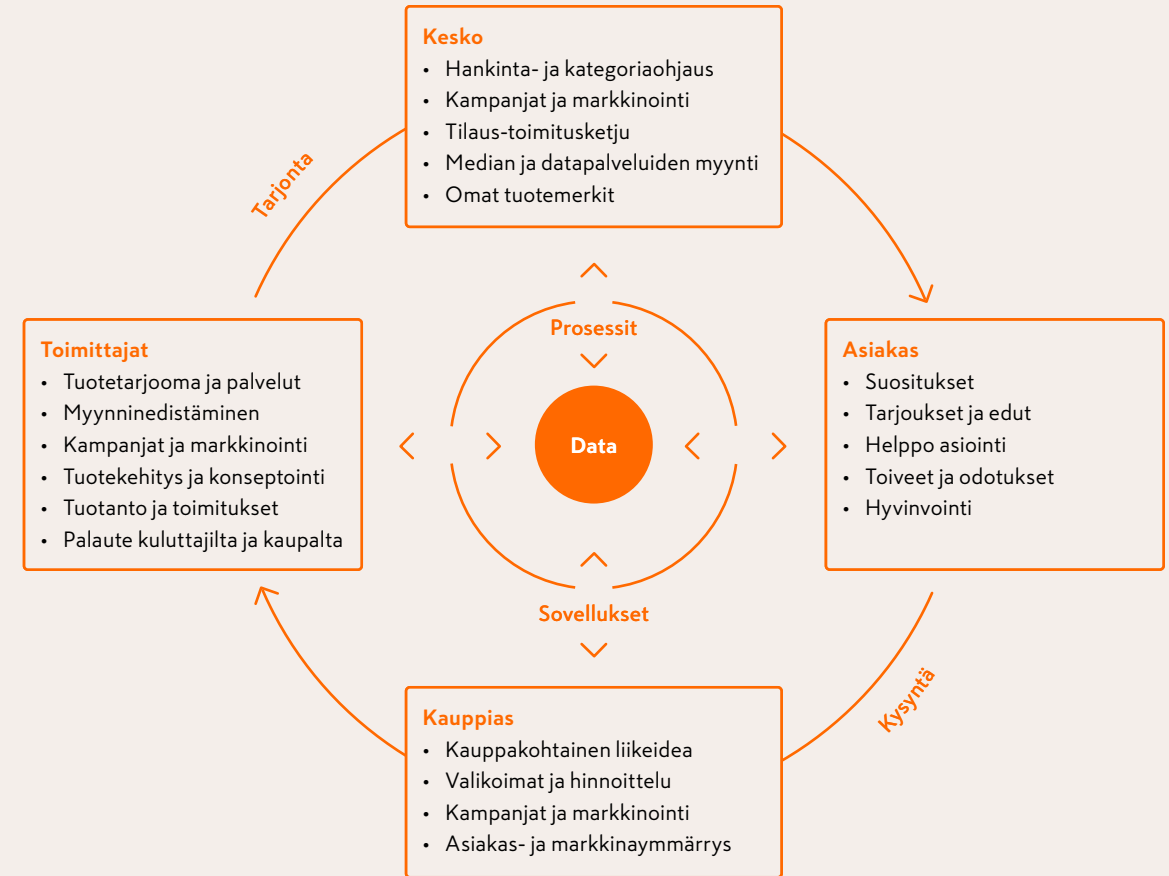 Kesko
• Hankinta- ja kategoriaohjaus
• Kampanjat ja markkinointi
• Tilaus-toimitusketju
• Median ja datapalveluiden myynti
• Omat tuotemerkit
Tarjonta
Toimittajat
• Tuotetarjooma ja palvelut
• Myynninedistäminen
• Kampanjat ja markkinointi
• Tuotekehitys ja konseptointi
• Tuotanto ja toimitukset
• Palaute kuluttajilta ja kaupalta
Prosessit
Data
Sovellukset
Asiakas
• Suositukset
• Tarjoukset ja edut
• Helppo asiointi
• Toiveet ja odotukset
• Hyvinvointi
Kysyntä
Kauppias
• Kauppakohtainen liikeidea
• Valikoimat ja hinnoittelu
• Kampanjat ja markkinointi
• Asiakas- ja markkinaymmärrys